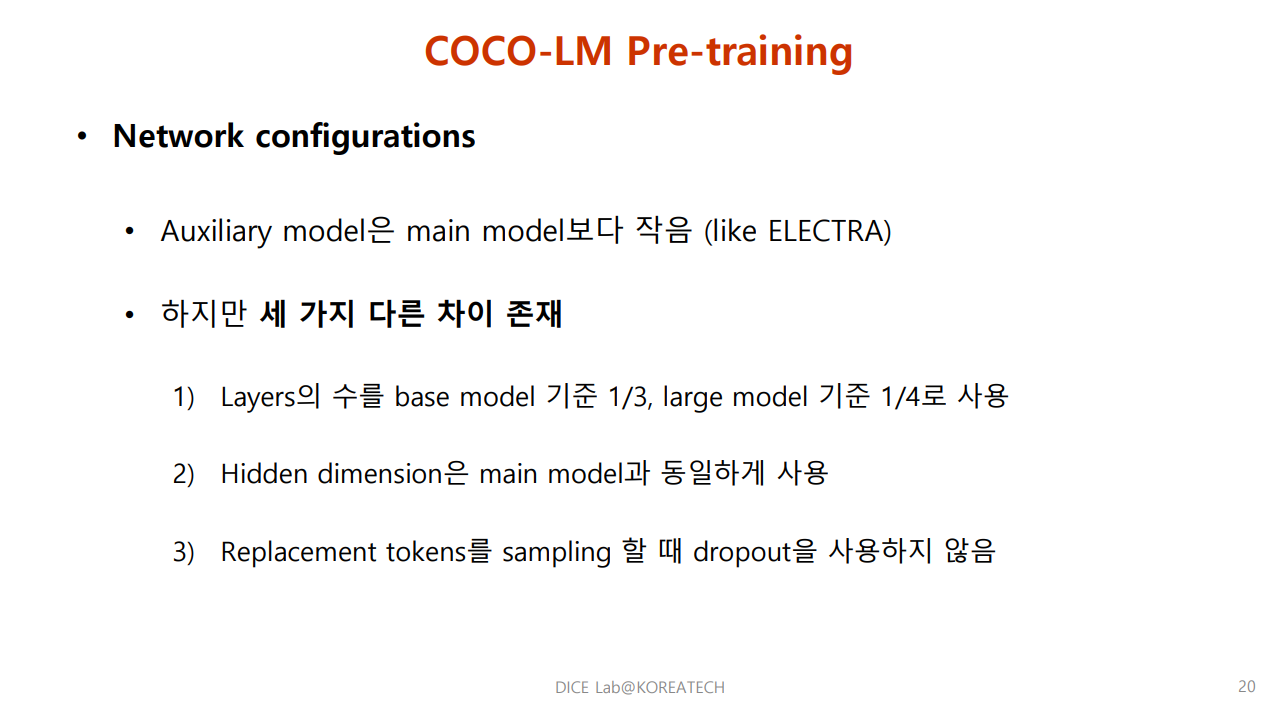 COCO-LM Pre-training
• Network configurations
• Auxiliary model은 main model보다 작음 (like ELECTRA)
• 하지만 세 가지 다른 차이 존재
1) Layers의 수를 base model 기준 1/3, large model 기준 1/4로 사용
2) Hidden dimension은 main model과 동일하게 사용
3) Replacement tokens를 sampling 할 때 dropout을 사용하지 않음
DICE Lab@KOREATECH
20